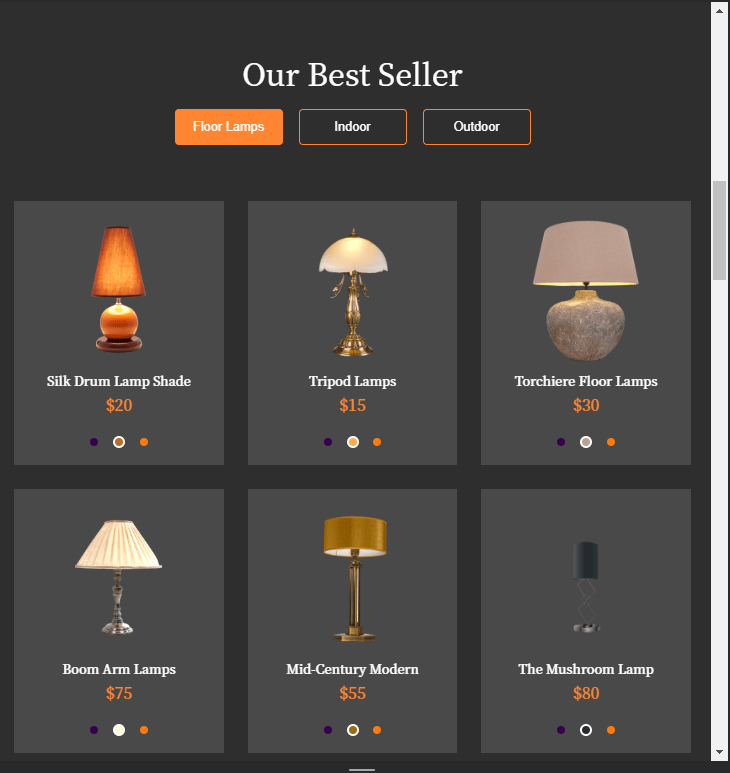 Our Best Seller
Floor Lamps Indoor Outdoor
Silk Drum Lamp Shade
$20
Tripod Lamps
$15
Torchiere Floor Lamps
$30
Boom Arm Lamps
$75
Mid-Century Modern
$55
The Mushroom Lamp
$80